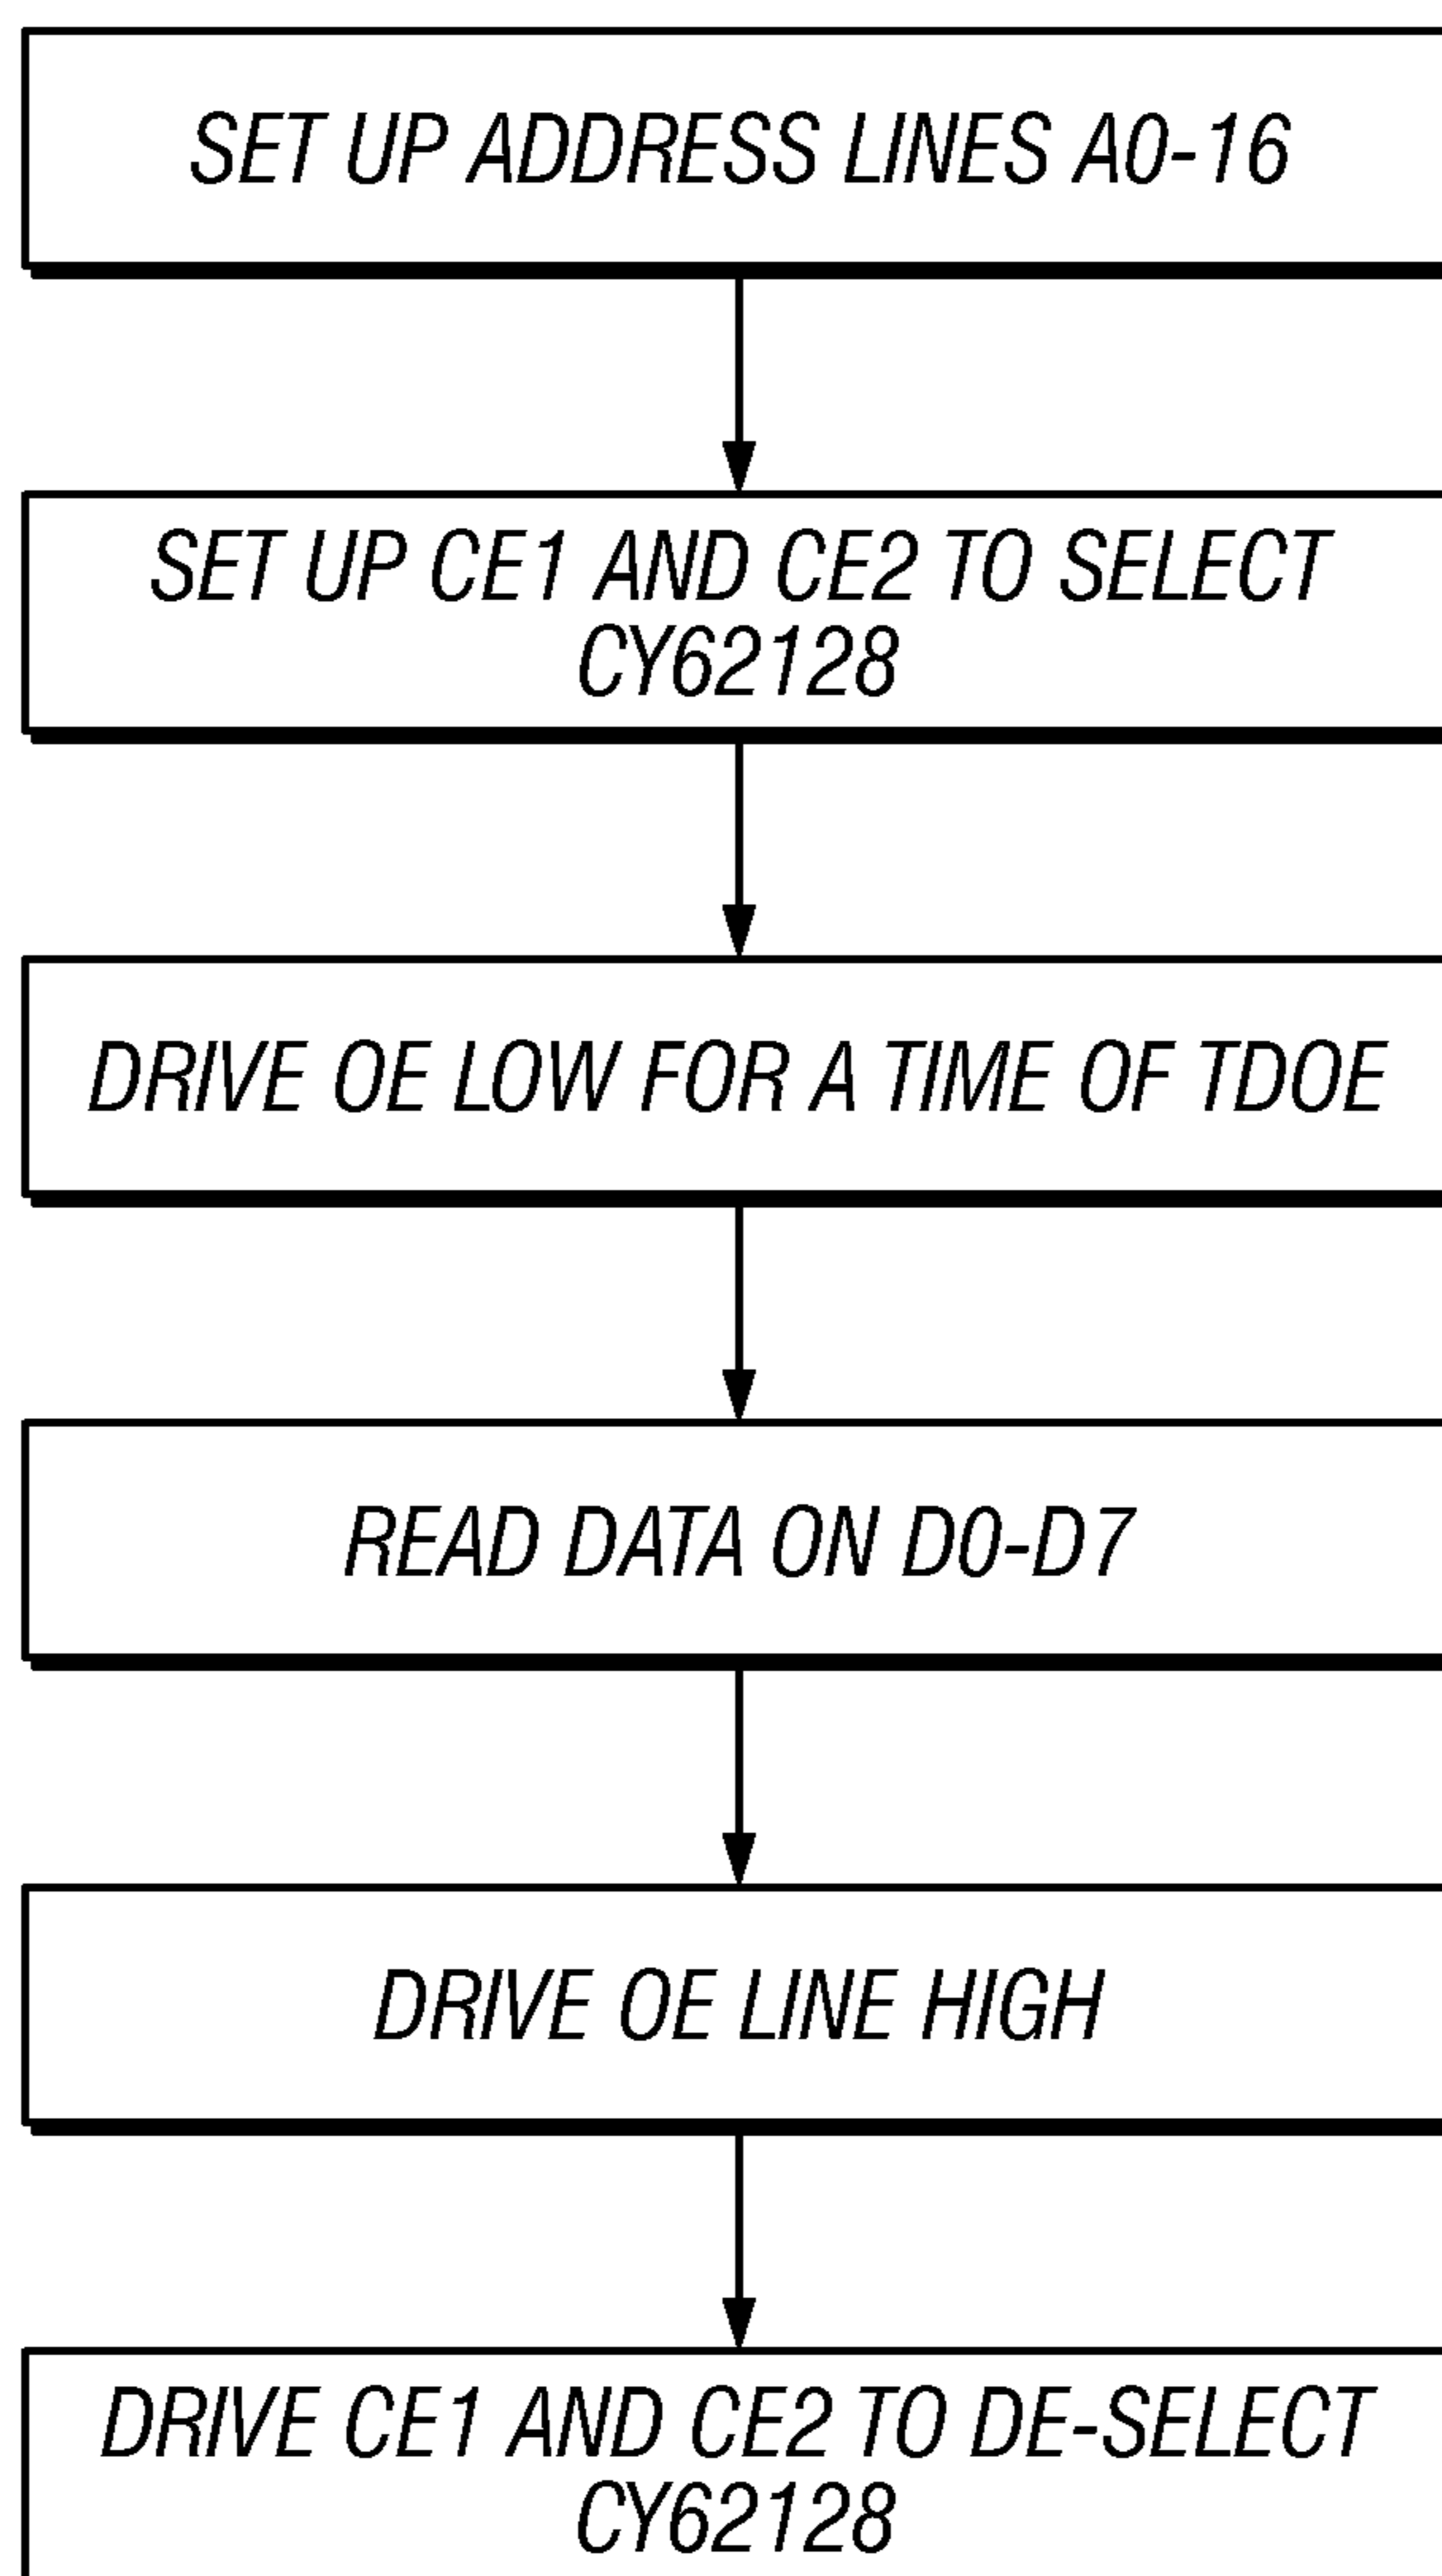 SET UP ADDRESS LINES A0-16
SET UP CE1 AND CE2 TO SELECT
CY62128
DRIVE OE LOW FOR A TIME OF TDOE
READ DATA ON D0-D7
DRIVE OE LINE HIGH
DRIVE CE1 AND CE2 TO DE-SELECT
CY62128